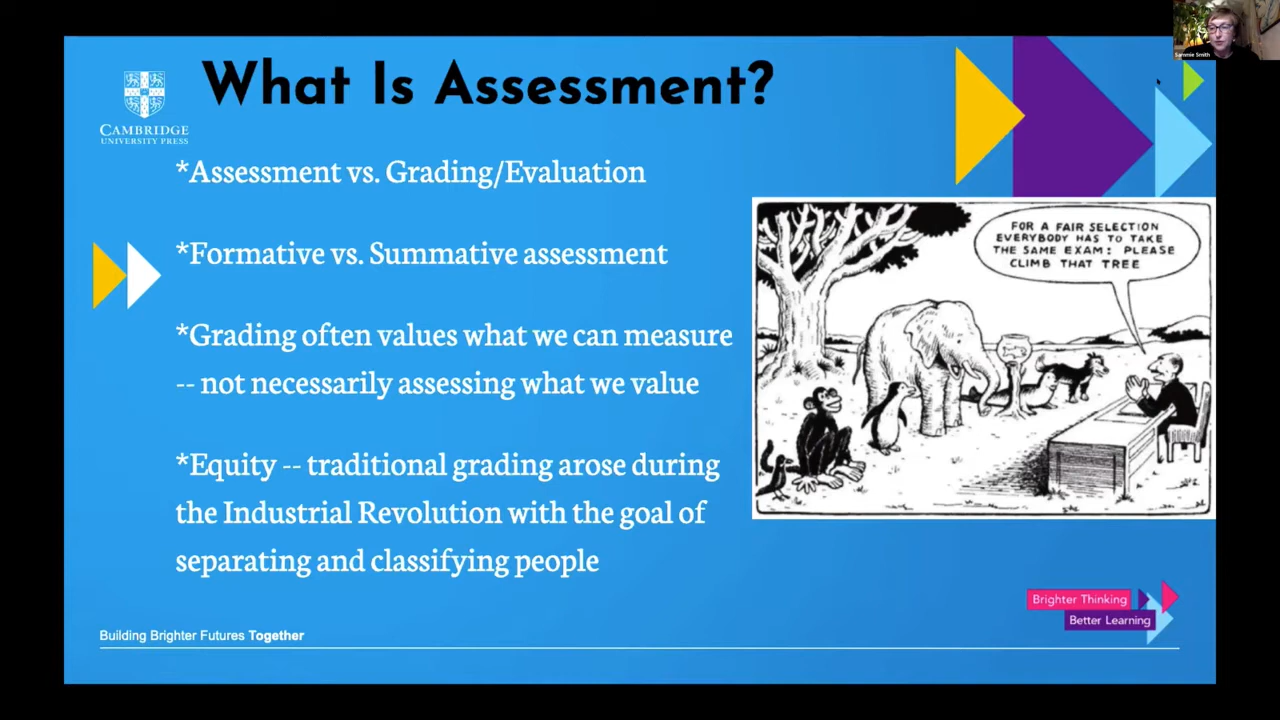 Sammie Smith
What Is Assessment?
CAMBRIDGE
UNIVERSITY PRESS
*Assessment vs. Grading/Evaluation
*Formative vs. Summative assessment
*Grading often values what we can measure
-- not necessarily assessing what we value
*Equity -- traditional grading arose during
the Industrial Revolution with the goal of
separating and classifying people
FOR A FAIR SELECTION
EVERYBODY HAS TO TAKE
THE SAME EXAM: PLEASE
CLIMB THAT TREE
Brighter Thinking
Better Learning
Building Brighter Futures Together